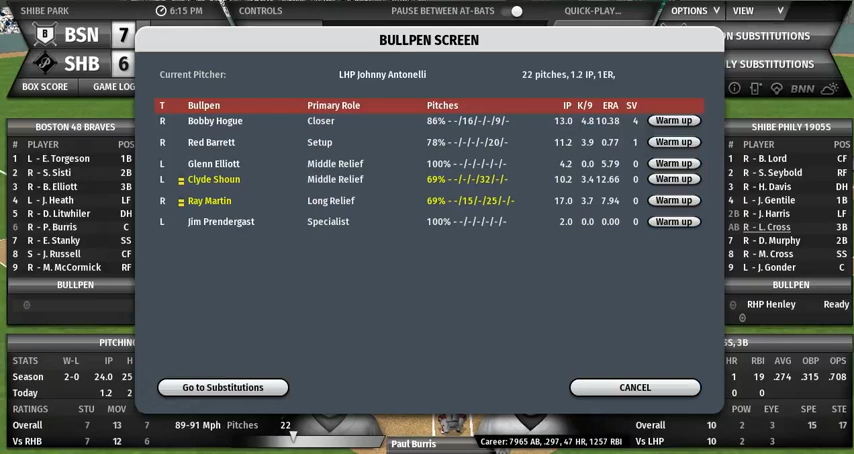 SHIBE PARK 6:15 PM CONTROLS PAUSE BETWEEN AT-BATS QUICK-PLAY... OPTIONS VIEW
B BSN 7
P SHB 6
BOX SCORE GAME LOG
N SUBSTITUTIONS
LY SUBSTITUTIONS
BNN
BULLPEN SCREEN
Current Pitcher: LHP Johnny Antonelli 22 pitches, 1.2 IP, 1ER,
T Bullpen Primary Role Pitches IP K/9 ERA SV
R Bobby Hogue Closer 86% - -/16/-/-/9/- 13.0 4.8 10.38 4 Warm up
R Red Barrett Setup 78% - -/-/-/-/20/- 11.2 3.9 0.77 1 Warm up
L Glenn Elliott Middle Relief 100% - -/-/-/-/-/- 4.2 0.0 5.79 0 Warm up
L Clyde Shoun Middle Relief 69% - -/-/-/32/-/- 10.2 3.4 12.66 0 Warm up
R Ray Martin Long Relief 69% - -/15/-/25/-/- 17.0 3.7 7.94 0 Warm up
L Jim Prendergast Specialist 100% - -/-/-/-/-/- 2.0 0.0 0.00 0 Warm up
Go to Substitutions CANCEL
BOSTON 48 BRAVES
# PLAYER POS
1 L - E. Torgeson 1B
2 R - S. Sisti 2B
3 R - B. Elliott 3B
4 L - J. Heath LF
5 R - D. Litwhiler DH
6 R - P. Burris C
7 R - E. Stanky SS
8 S - J. Russell CF
9 R - M. McCormick RF
BULLPEN
SHIBE PHILY 1905S
# PLAYER POS
1 R - B. Lord CF
2 R - S. Seybold RF
3 R - H. Davis DH
4 L - J. Gentile 1B
2B R - J. Harris LF
AB L - L. Cross 3B
7 R - D. Murphy 2B
8 R - M. Cross SS
9 L - J. Gonder C
BULLPEN
RHP Henley Ready
PITCHIN
STATS W-L IP H
Season 2-0 24.0 25
Today 1.2 2
RATINGS STU MOV
Overall 7 13 7
Vs RHB 7 12 6
89-91 Mph Pitches 22
Paul Burris
Career: 7965 AB, .297, 47 HR, 1257 RBI
SS, 3B
HR RBI AVG OBP OPS
1 19 .274 .315 .708
0 0
POW EYE SPE STE
Overall 10 2 3 15 17
Vs LHP 10 2 3